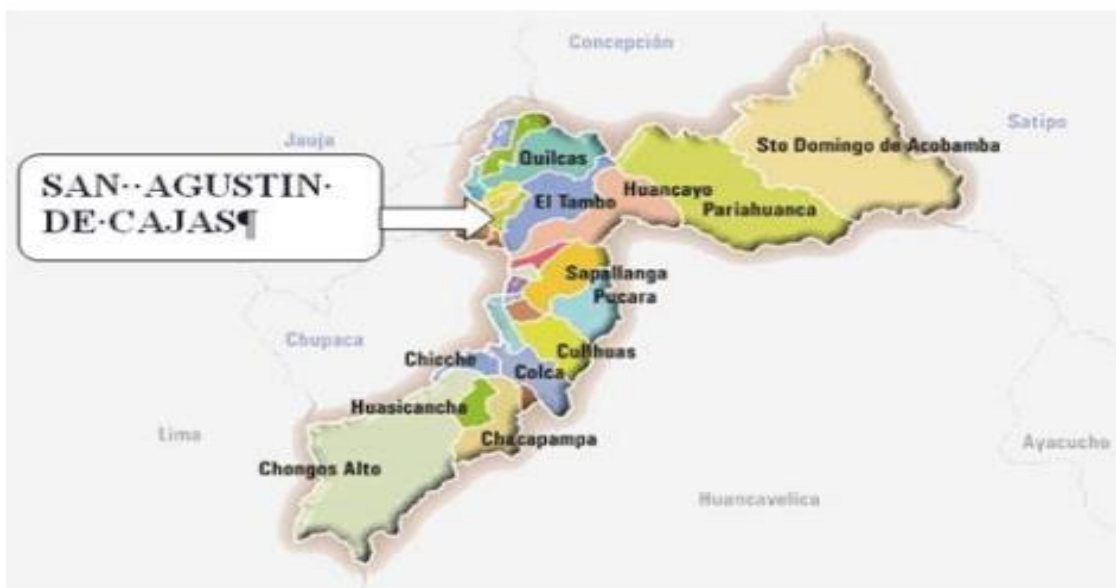 Concepción
Jauja
Satipo
Sto Domingo de Acobamba
Quilcas
SAN··AGUSTIN·
DE·CAJAS¶
Huancayo
El Tambo
Pariahuanca
Sapallanga
Pucara
Chupaca
Cullhuas
Chicche
Colca
Huasicancha
Lima
Chacapampa
Ayacucho
Chongos Alto
Huancavelica